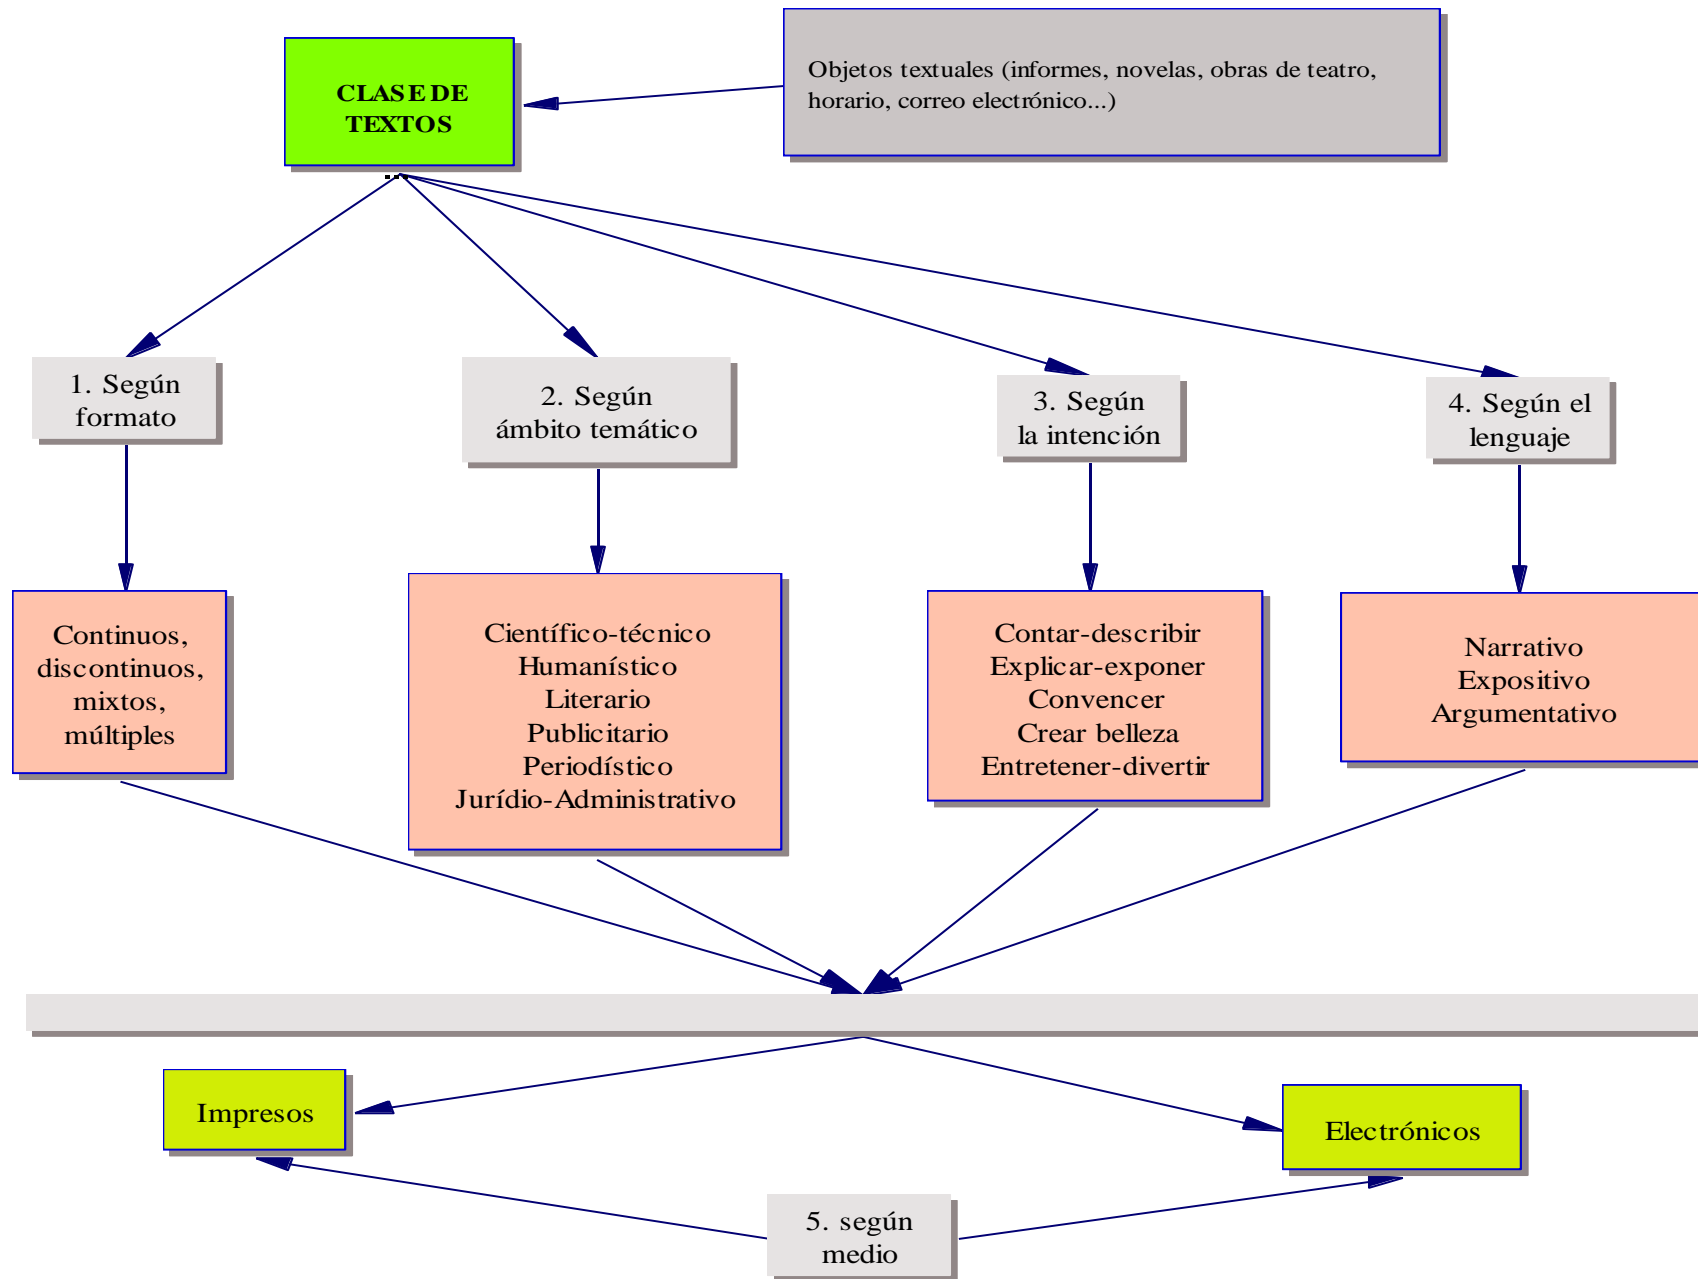 CLASE DE
TEXTOS
Objetos textuales (informes, novelas, obras de teatro,
horario, correo electrónico...)
1. Según
formato
2. Según
ámbito temático
3. Según
la intención
4. Según el
lenguaje
Continuos,
discontinuos,
mixtos,
múltiples
Científico-técnico
Humanístico
Literario
Publicitario
Periodístico
Jurídio-Administrativo
Contar-describir
Explicar-exponer
Convencer
Crear belleza
Entretener-divertir
Narrativo
Expositivo
Argumentativo
Impresos
Electrónicos
5. según
medio